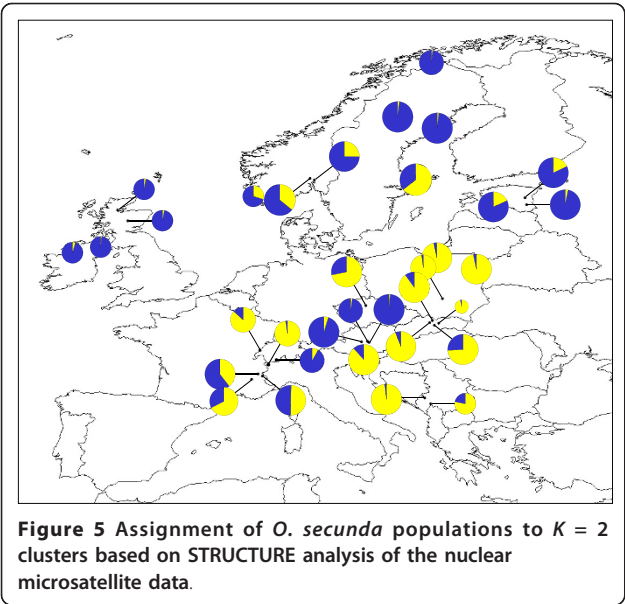 Figure 5 Assignment of O. secunda populations to K = 2
clusters based on STRUCTURE analysis of the nuclear
microsatellite data.